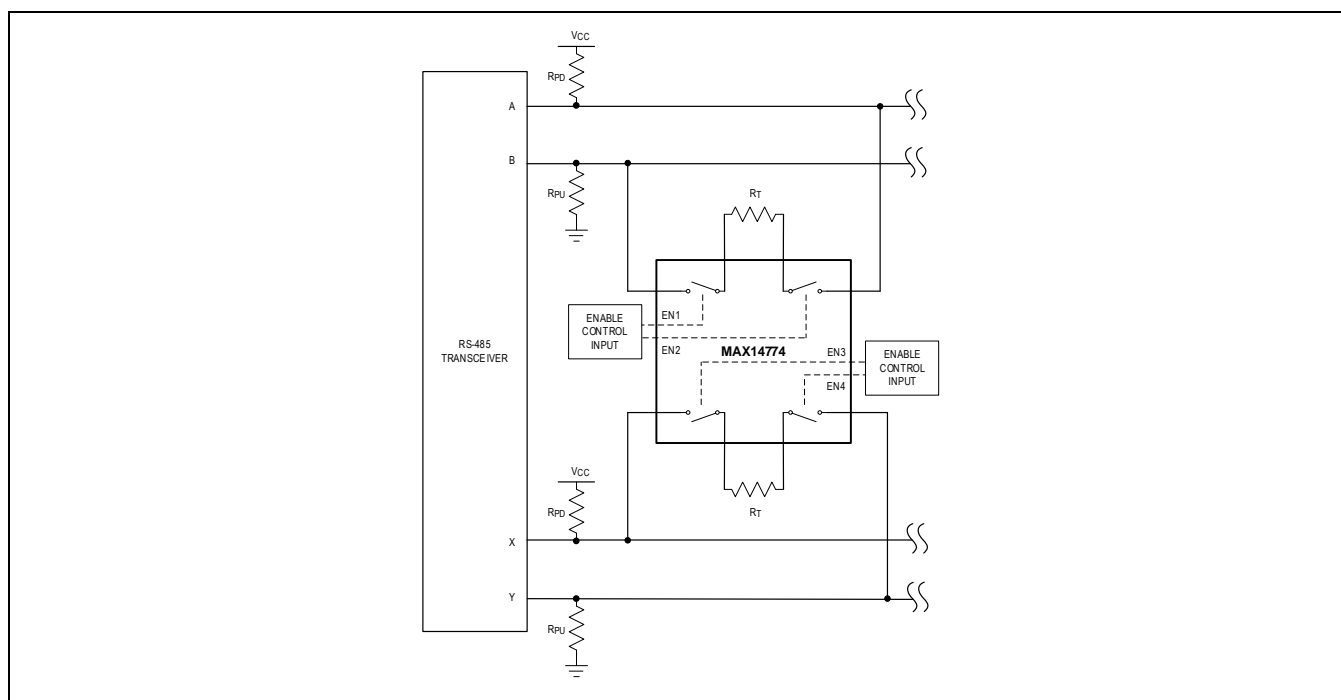 VCC
RPD
A
B
RPU
RT
ENABLE
CONTROL
INPUT
EN1
EN2
MAX14774
EN3
EN4
ENABLE
CONTROL
INPUT
RS-485
TRANSCEIVER
VCC
RPD
RT
X
Y
RPU